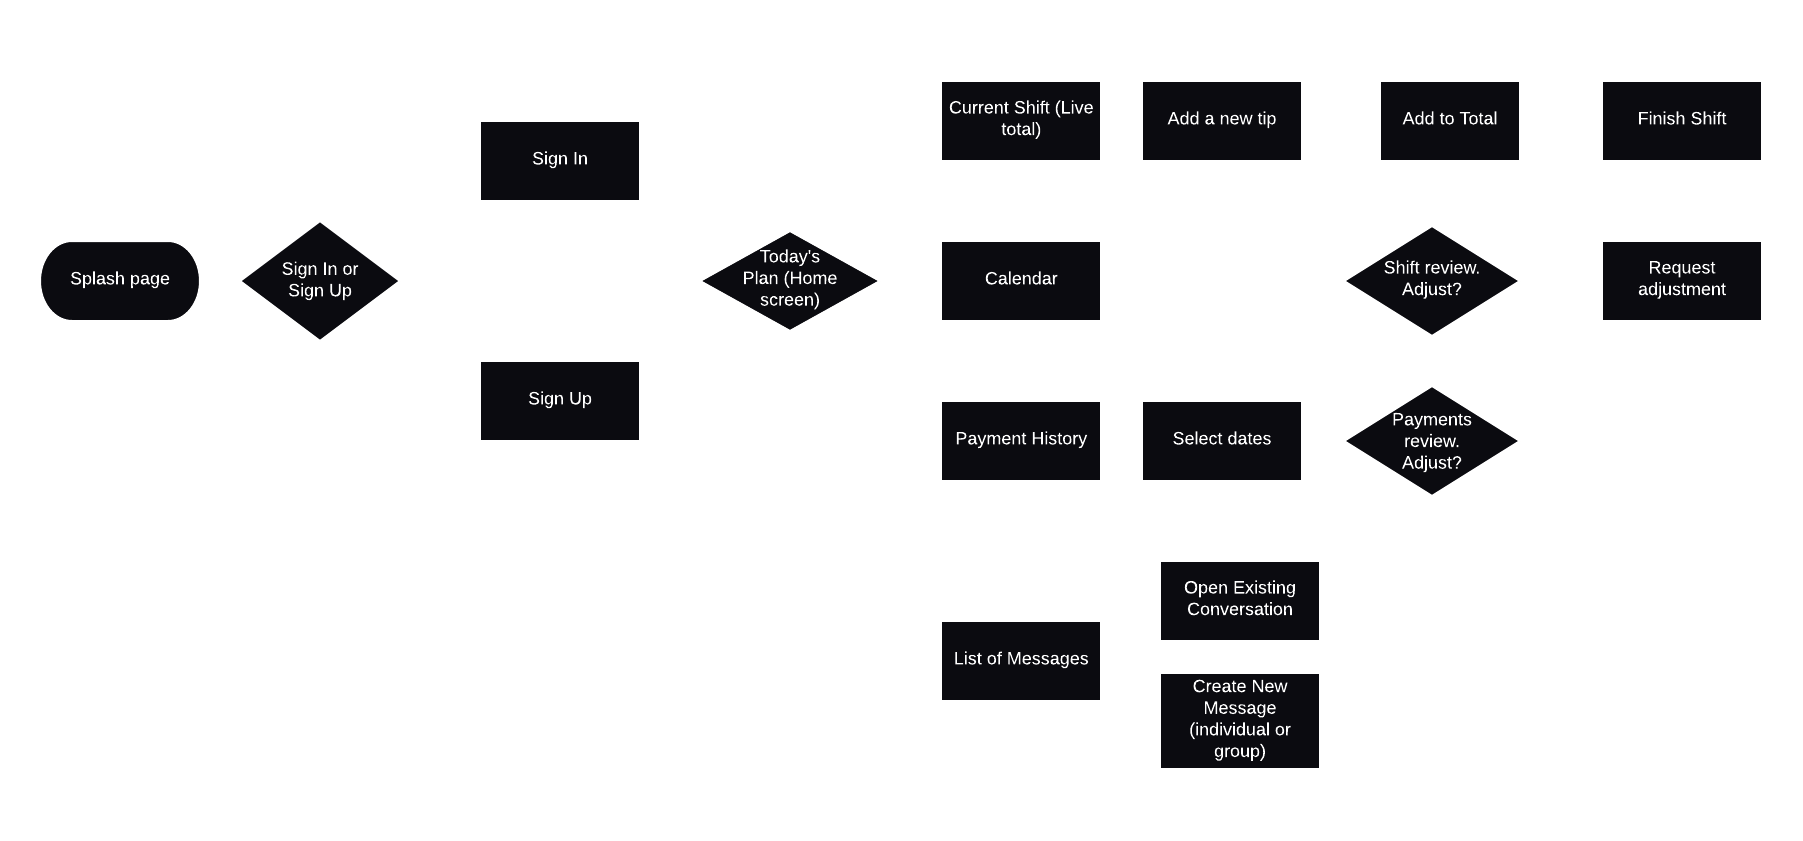 Splash page
Sign In or
Sign Up
Sign In
Sign Up
Today's
Plan (Home
screen)
Current Shift (Live
total)
Add a new tip
Add to Total
Finish Shift
Calendar
Shift review.
Adjust?
Request
adjustment
Payment History
Select dates
Payments
review.
Adjust?
List of Messages
Open Existing
Conversation
Create New
Message
(individual or
group)